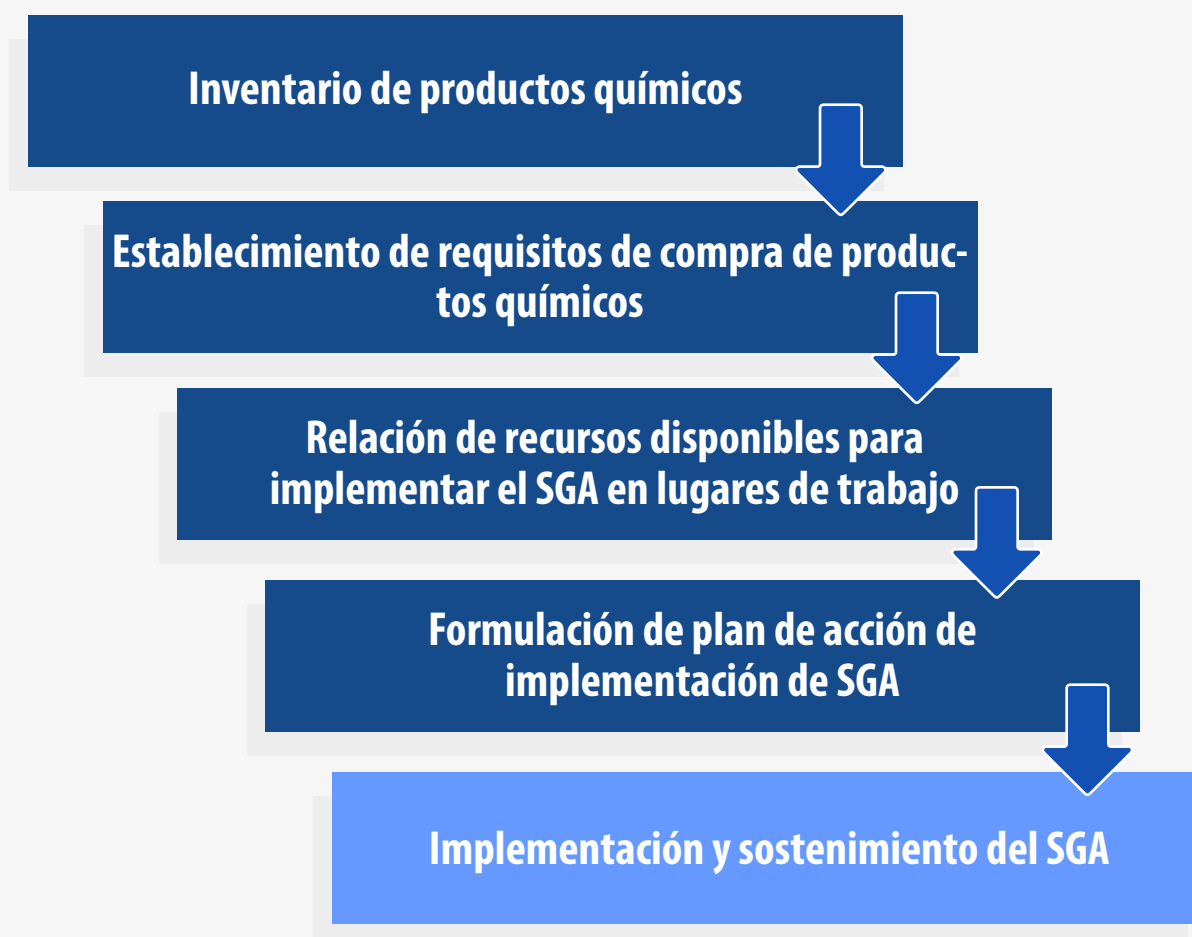 Inventario de productos químicos
Establecimiento de requisitos de compra de produc-
tos químicos
Relación de recursos disponibles para
implementar el SGA en lugares de trabajo
Formulación de plan de acción de
implementación de SGA
Implementación y sostenimiento del SGA